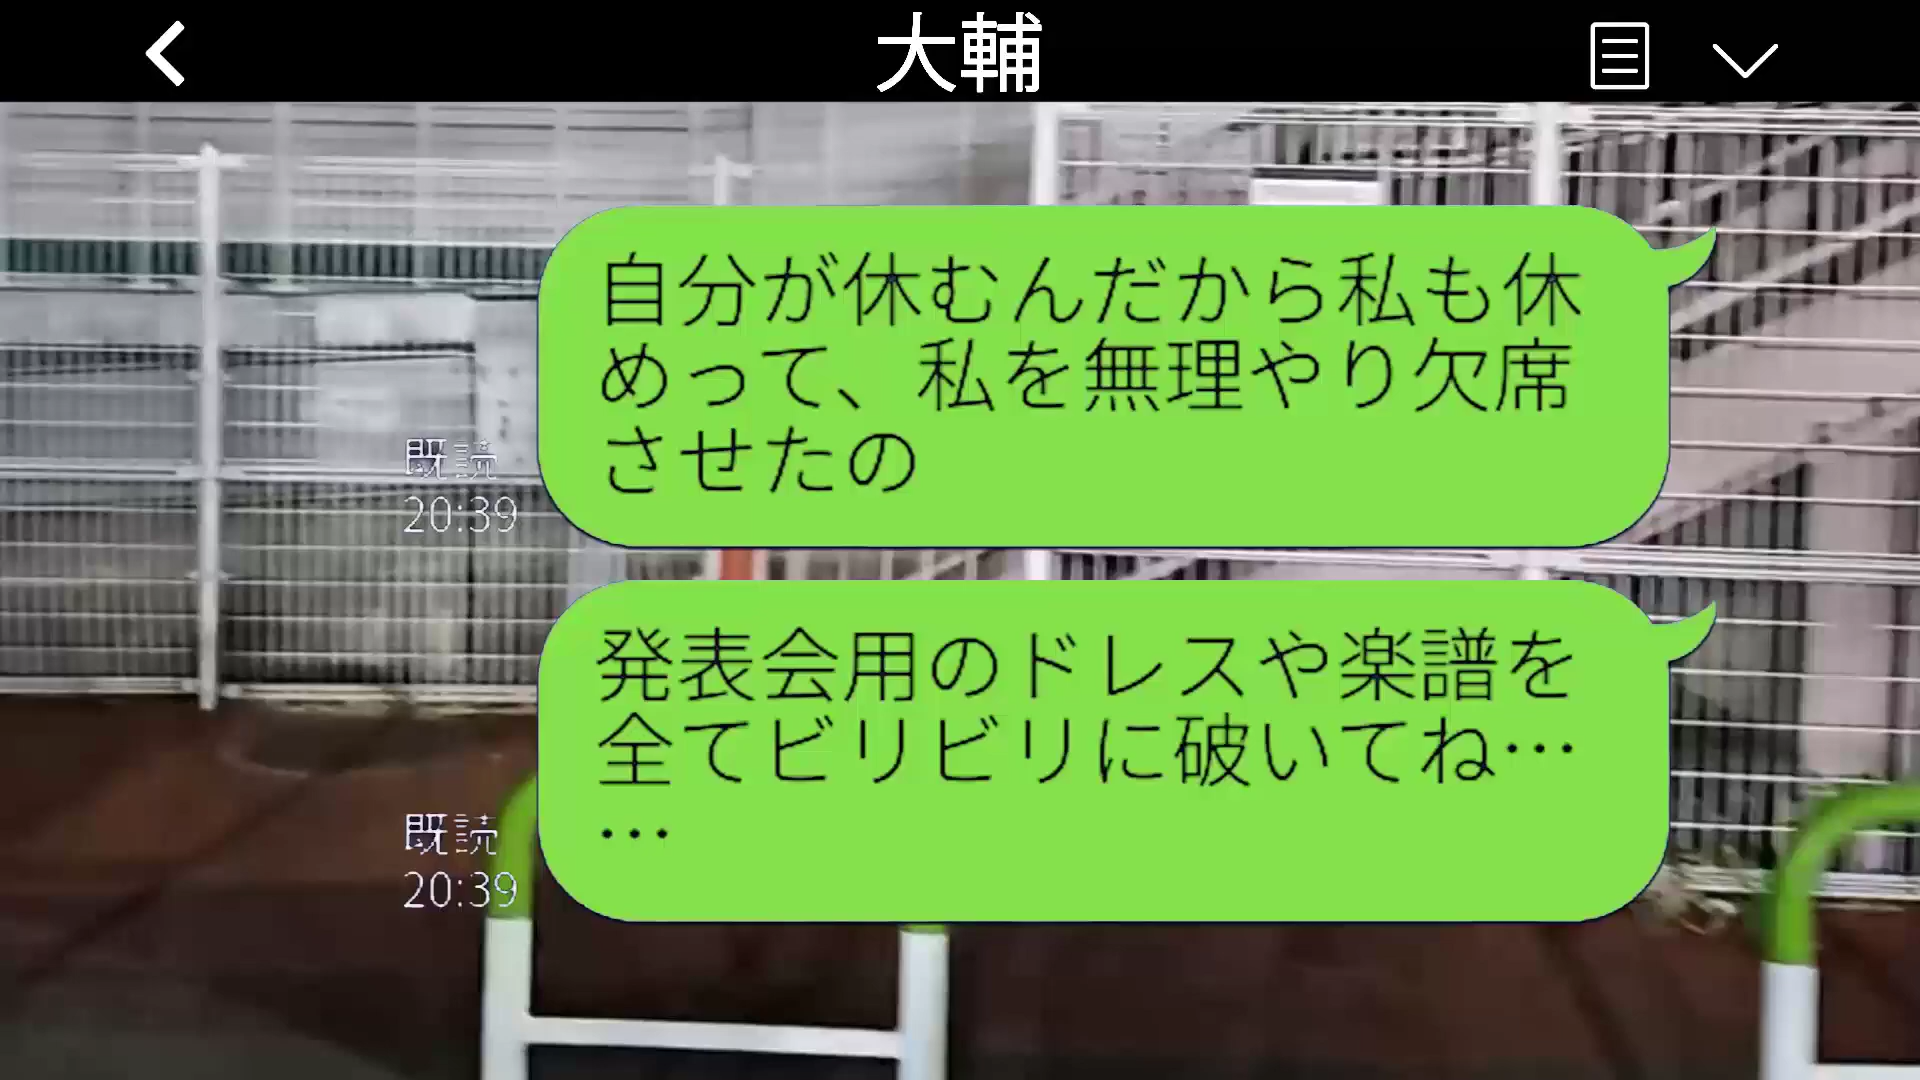 大輔
自分が休むんだから私も休
めって、私を無理やり欠席
させたの
既読
20:39
発表会用のドレスや楽譜を
全てビリビリに破いてね…
…
既読
20:39